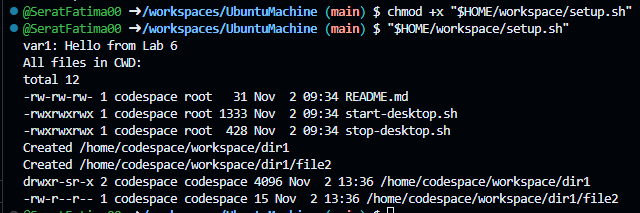 @SeratFatima00 ➜/workspaces/UbuntuMachine (main) $ chmod +x "$HOME/workspace/setup.sh"
@SeratFatima00 ➜/workspaces/UbuntuMachine (main) $ "$HOME/workspace/setup.sh"
var1: Hello from Lab 6
All files in CWD:
total 12
-rw-rw-rw- 1 codespace root   31 Nov  2 09:34 README.md
-rwxrwxrwx 1 codespace root 1333 Nov  2 09:34 start-desktop.sh
-rwxrwxrwx 1 codespace root  428 Nov  2 09:34 stop-desktop.sh
Created /home/codespace/workspace/dir1
Created /home/codespace/workspace/dir1/file2
drwxr-sr-x 2 codespace codespace 4096 Nov  2 13:36 /home/codespace/workspace/dir1
-rw-r--r-- 1 codespace codespace 15 Nov  2 13:36 /home/codespace/workspace/dir1/file2
@SeratFatima00 ➜/workspaces/UbuntuMachine (main) $